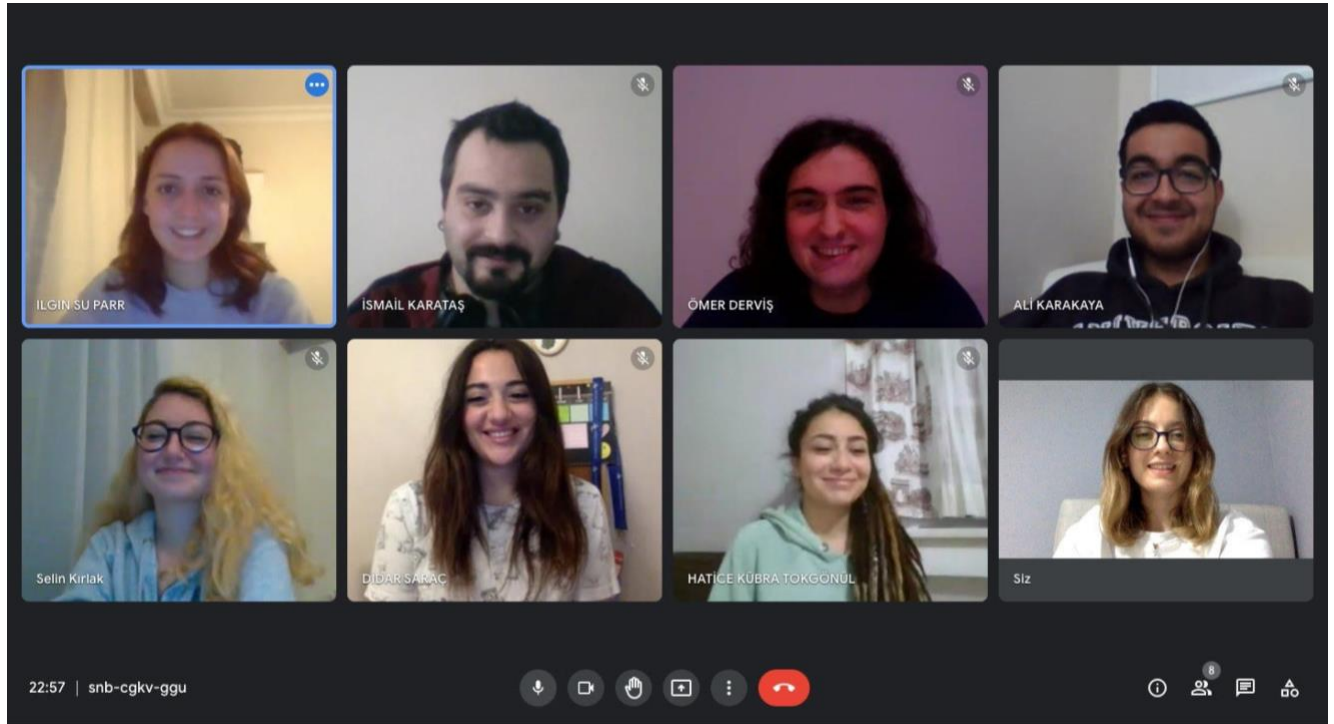 ILGIN SU PARR
İSMAİL KARATAŞ
ÖMER DERVİŞ
ALİ KARAKAYA
Selin Kırlak
DİDAR SARAÇ
HATİCE KÜBRA TOKGÖNÜL
Siz
22:57 | snb-cgkv-ggu
8